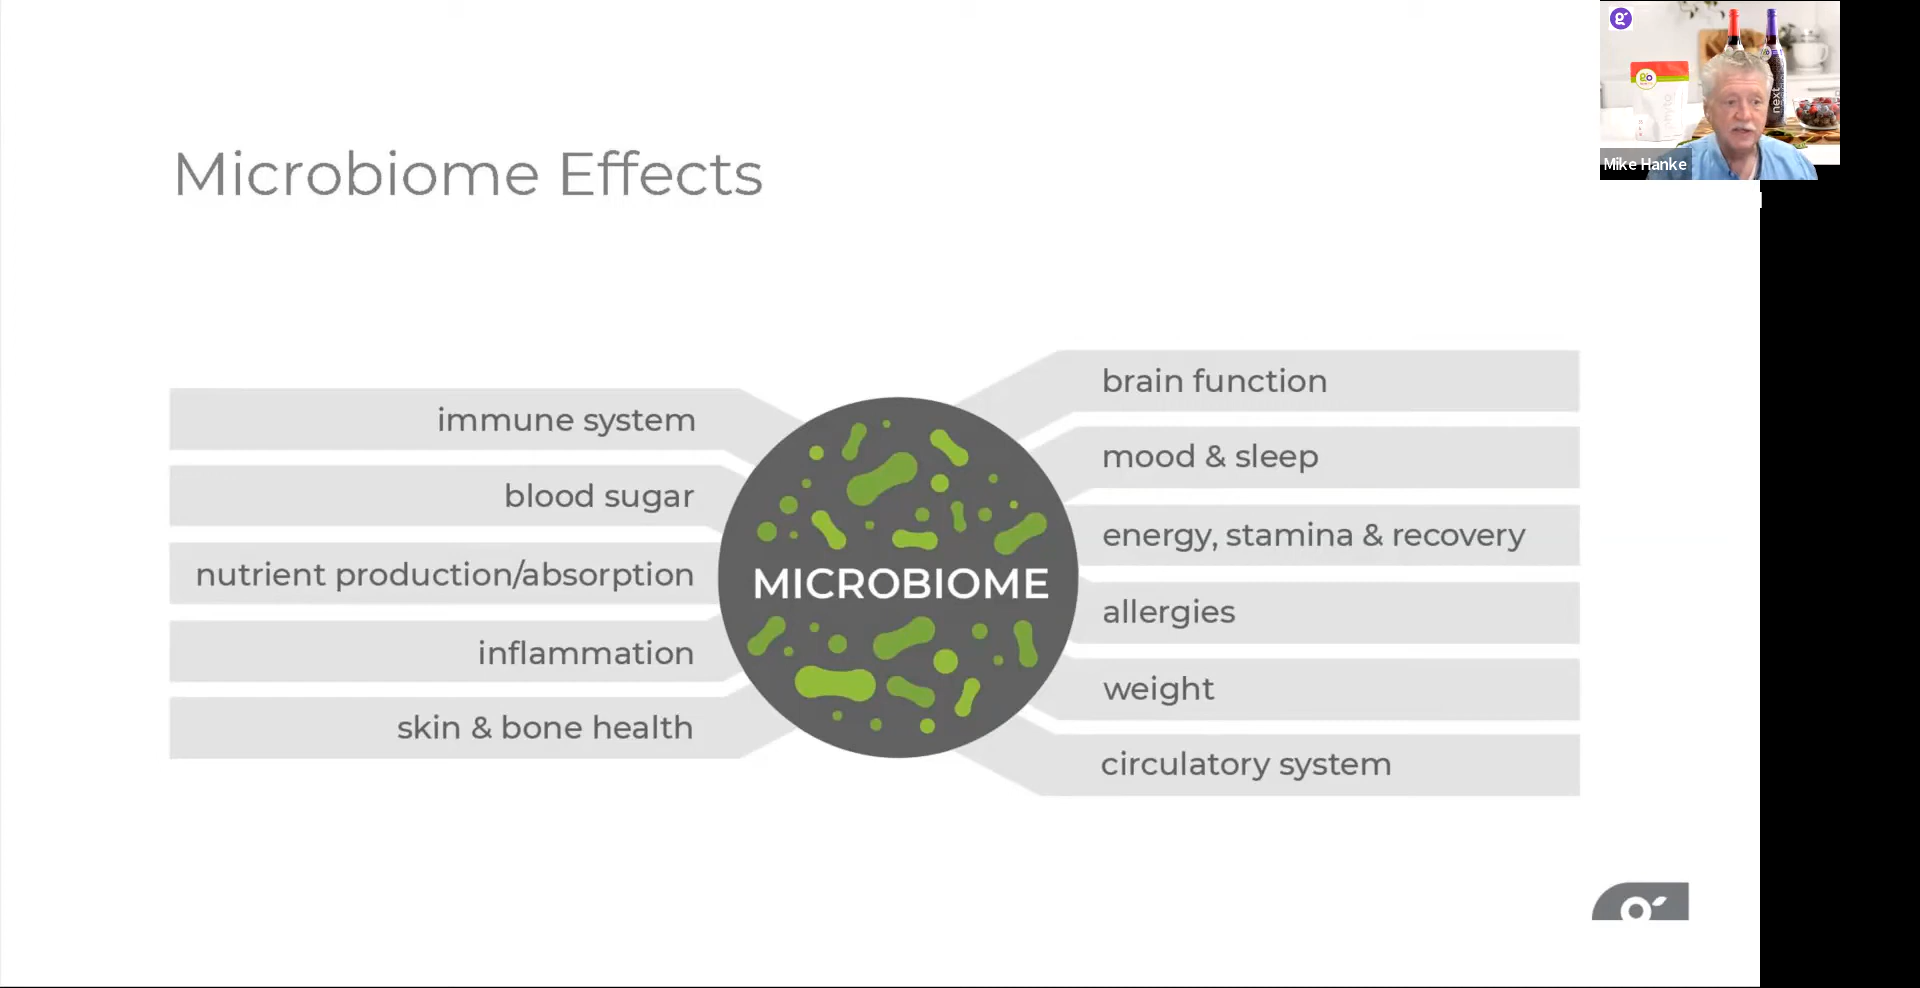 Microbiome Effects
immune system
blood sugar
nutrient production/absorption
inflammation
skin & bone health
MICROBIOME
brain function
mood & sleep
energy, stamina & recovery
allergies
weight
circulatory system
Mike Hanke
next